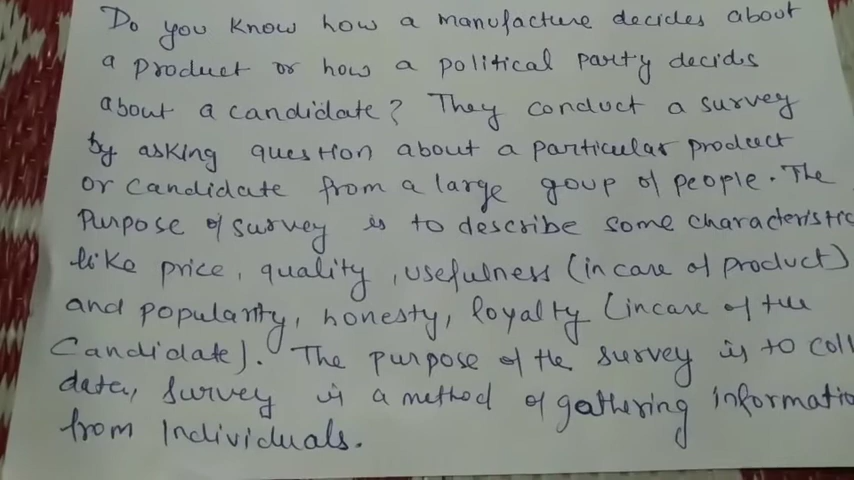 Do you know how a manufacture decides about
a product or how a political party decids
about a candidate? They conduct a survey
by asking question about a particular product
or candidate from a large goup of people. The
Purpose of survey is to describe some characteristic
like price, quality, usefulness (in case of product)
and popularity, honesty, loyalty (in case of the
Candidate). The purpose of the survey is to coll
data, Survey is a method of gathering informatio
from Individuals.